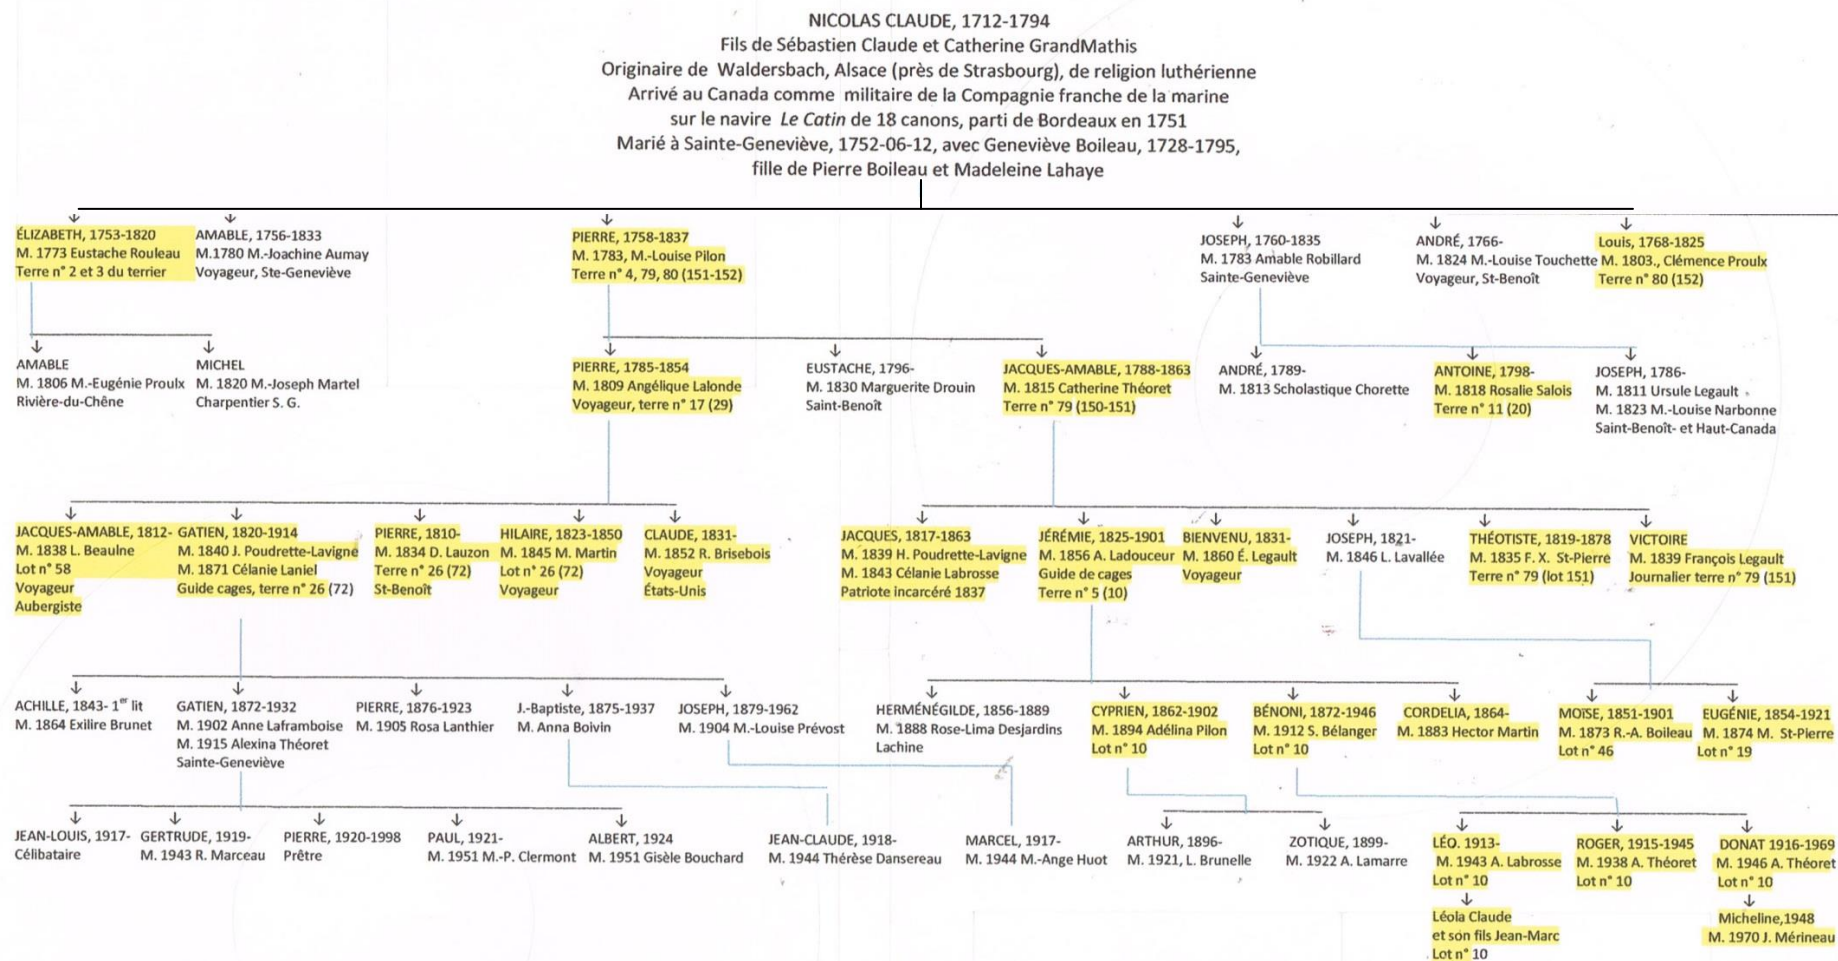 NICOLAS CLAUDE, 1712-1794
Fils de Sébastien Claude et Catherine GrandMathis
Originaire de Waldersbach, Alsace (près de Strasbourg), de religion luthérienne
Arrivé au Canada comme militaire de la Compagnie franche de la marine
sur le navire Le Catin de 18 canons, parti de Bordeaux en 1751
Marié à Sainte-Geneviève, 1752-06-12, avec Geneviève Boileau, 1728-1795,
fille de Pierre Boileau et Madeleine Lahaye
ÉLIZABETH, 1753-1820
M. 1773 Eustache Rouleau
Terre n° 2 et 3 du terrier
AMABLE, 1756-1833
M.1780 M.-Joachine Aumay
Voyageur, Ste-Geneviève
PIERRE, 1758-1837
M. 1783, M.-Louise Pilon
Terre n° 4, 79, 80 (151-152)
JOSEPH, 1760-1835
M. 1783 Amable Robillard
Sainte-Geneviève
ANDRÉ, 1766-
M. 1824 M.-Louise Touchette
Voyageur, St-Benoît
Louis, 1768-1825
M. 1803., Clémence Proulx
Terre n° 80 (152)
AMABLE
M. 1806 M.-Eugénie Proulx
Rivière-du-Chêne
MICHEL
M. 1820 M.-Joseph Martel
Charpentier S. G.
PIERRE, 1785-1854
M. 1809 Angélique Lalonde
Voyageur, terre n° 17 (29)
EUSTACHE, 1796-
M. 1830 Marguerite Drouin
Saint-Benoît
JACQUES-AMABLE, 1788-1863
M. 1815 Catherine Théoret
Terre n° 79 (150-151)
ANDRÉ, 1789-
M. 1813 Scholastique Chorette
ANTOINE, 1798-
M. 1818 Rosalie Salois
Terre n° 11 (20)
JOSEPH, 1786-
M. 1811 Ursule Legault
M. 1823 M.-Louise Narbonne
Saint-Benoît- et Haut-Canada
JACQUES-AMABLE, 1812-
M. 1838 L. Beaulne
Lot n° 58
Voyageur
Aubergiste
GATIEN, 1820-1914
M. 1840 J. Poudrette-Lavigne
M. 1871 Célanie Laniel
Guide cages, terre n° 26 (72)
PIERRE, 1810-
M. 1834 D. Lauzon
Terre n° 26 (72)
St-Benoît
HILAIRE, 1823-1850
M. 1845 M. Martin
Lot n° 26 (72)
Voyageur
CLAUDE, 1831-
M. 1852 R. Brisebois
Voyageur
États-Unis
JACQUES, 1817-1863
M. 1839 H. Poudrette-Lavigne
M. 1843 Célanie Labrosse
Patriote incarcéré 1837
JÉRÉMIE, 1825-1901
M. 1856 A. Ladouceur
Guide de cages
Terre n° 5 (10)
BIENVENU, 1831-
M. 1860 É. Legault
Voyageur
JOSEPH, 1821-
M. 1846 L. Lavallée
THÉOTISTE, 1819-1878
M. 1835 F. X. St-Pierre
Terre n° 79 (lot 151)
VICTOIRE
M. 1839 François Legault
Journalier terre n° 79 (151)
ACHILLE, 1843- 1er lit
M. 1864 Exilire Brunet
GATIEN, 1872-1932
M. 1902 Anne Laframboise
M. 1915 Alexina Théoret
Sainte-Geneviève
PIERRE, 1876-1923
M. 1905 Rosa Lanthier
J.-Baptiste, 1875-1937
M. Anna Boivin
JOSEPH, 1879-1962
M. 1904 M.-Louise Prévost
HERMÉNÉGILDE, 1856-1889
M. 1888 Rose-Lima Desjardins
Lachine
CYPRIEN, 1862-1902
M. 1894 Adélina Pilon
Lot n° 10
BÉNONI, 1872-1946
M. 1912 S. Bélanger
Lot n° 10
CORDELIA, 1864-
M. 1883 Hector Martin
MOÏSE, 1851-1901
M. 1873 R.-A. Boileau
Lot n° 46
EUGÉNIE, 1854-1921
M. 1874 M. St-Pierre
Lot n° 19
JEAN-LOUIS, 1917-
Célibataire
GERTRUDE, 1919-
M. 1943 R. Marceau
PIERRE, 1920-1998
Prêtre
PAUL, 1921-
M. 1951 M.-P. Clermont
ALBERT, 1924
M. 1951 Gisèle Bouchard
JEAN-CLAUDE, 1918-
M. 1944 Thérèse Dansereau
MARCEL, 1917-
M. 1944 M.-Ange Huot
ARTHUR, 1896-
M. 1921, L. Brunelle
ZOTIQUE, 1899-
M. 1922 A. Lamarre
LÉO. 1913-
M. 1943 A. Labrosse
Lot n° 10
ROGER, 1915-1945
M. 1938 A. Théoret
Lot n° 10
DONAT 1916-1969
M. 1946 A. Théoret
Lot n° 10
Léola Claude
et son fils Jean-Marc
Lot n° 10
Micheline,1948
M. 1970 J. Mérineau